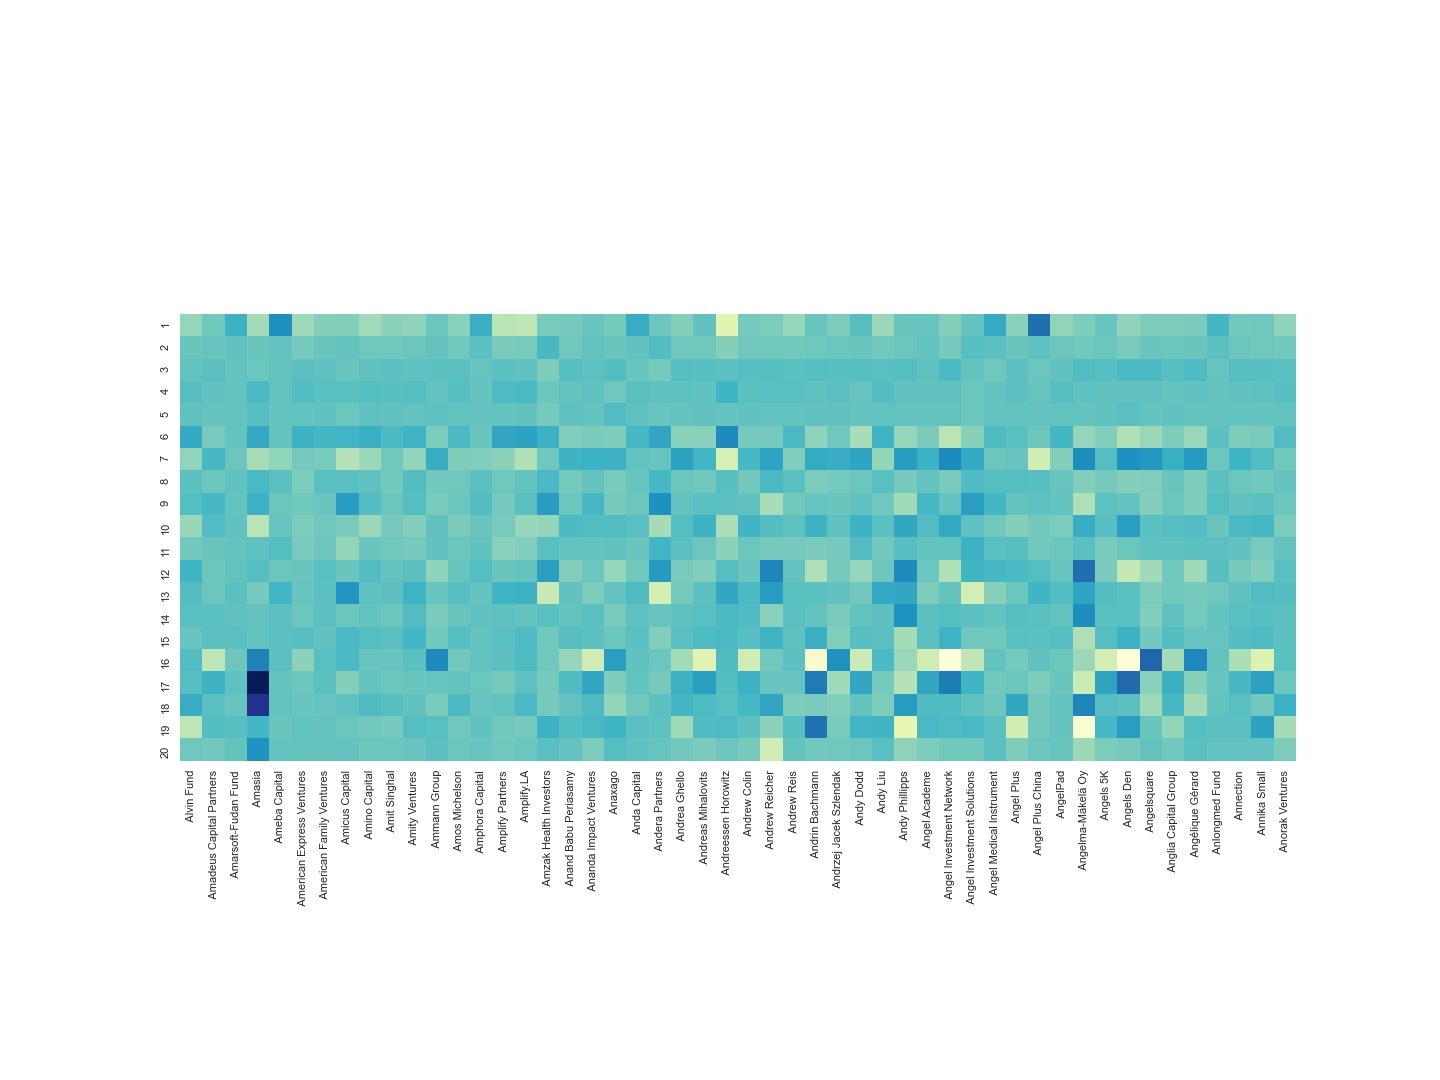 1
2
3
4
5
6
7
8
9
10
11
12
13
14
15
16
17
18
19
20
Alvin Fund
Amadeus Capital Partners
Amarsoft-Fudan Fund
Amasia
Ameba Capital
American Express Ventures
American Family Ventures
Amicus Capital
Amino Capital
Amit Singhal
Amity Ventures
Ammann Group
Amos Michelson
Amphora Capital
Amplify Partners
Amplify.LA
Amzak Health Investors
Anand Babu Periasamy
Ananda Impact Ventures
Anaxago
Anda Capital
Andera Partners
Andrea Ghello
Andreas Mihalovits
Andreessen Horowitz
Andrew Colin
Andrew Reicher
Andrew Reis
Andrin Bachmann
Andrzej Jacek Szlendak
Andy Dodd
Andy Liu
Andy Phillipps
Angel Academe
Angel Investment Network
Angel Investment Solutions
Angel Medical Instrument
Angel Plus
Angel Plus China
AngelPad
Angelma-Mäkelä Oy
Angels 5K
Angels Den
Angelsquare
Anglia Capital Group
Angélique Gérard
Anlongmed Fund
Annection
Annika Small
Anorak Ventures